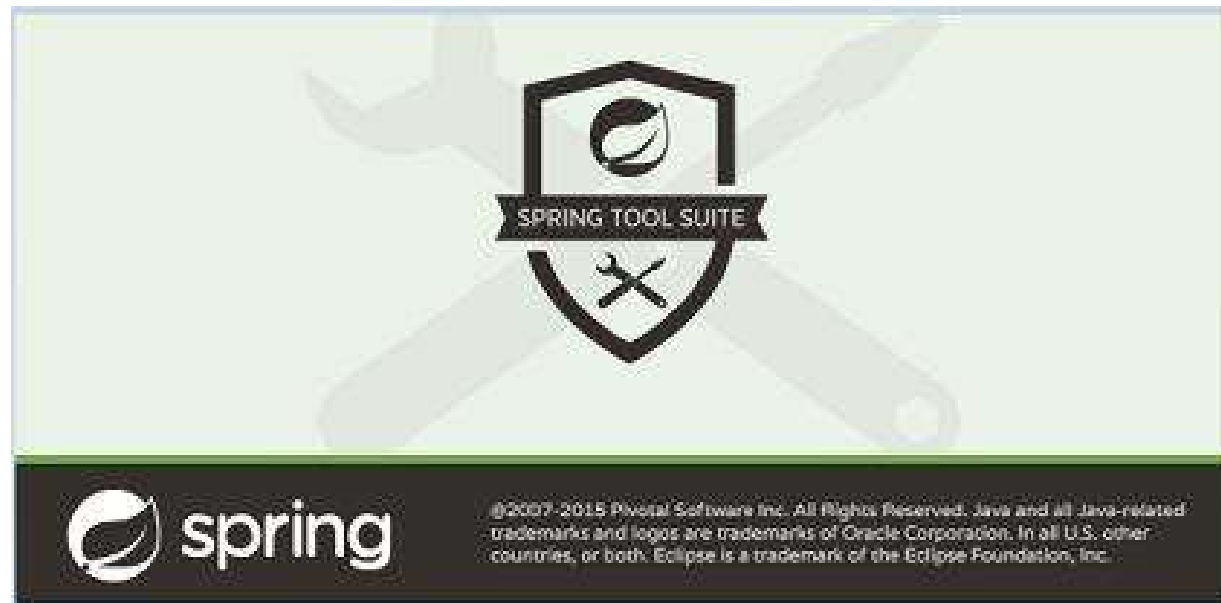 SPRING TOOL SUITE
spring
@2007-2015 Pivotal Software Inc. All Rights Reserved. Java and all Java-related
trademarks and logos are trademarks of Oracle Corporation. In all U.S. other
countries, or both. Eclipse is a trademark of the Eclipse Foundation, Inc.